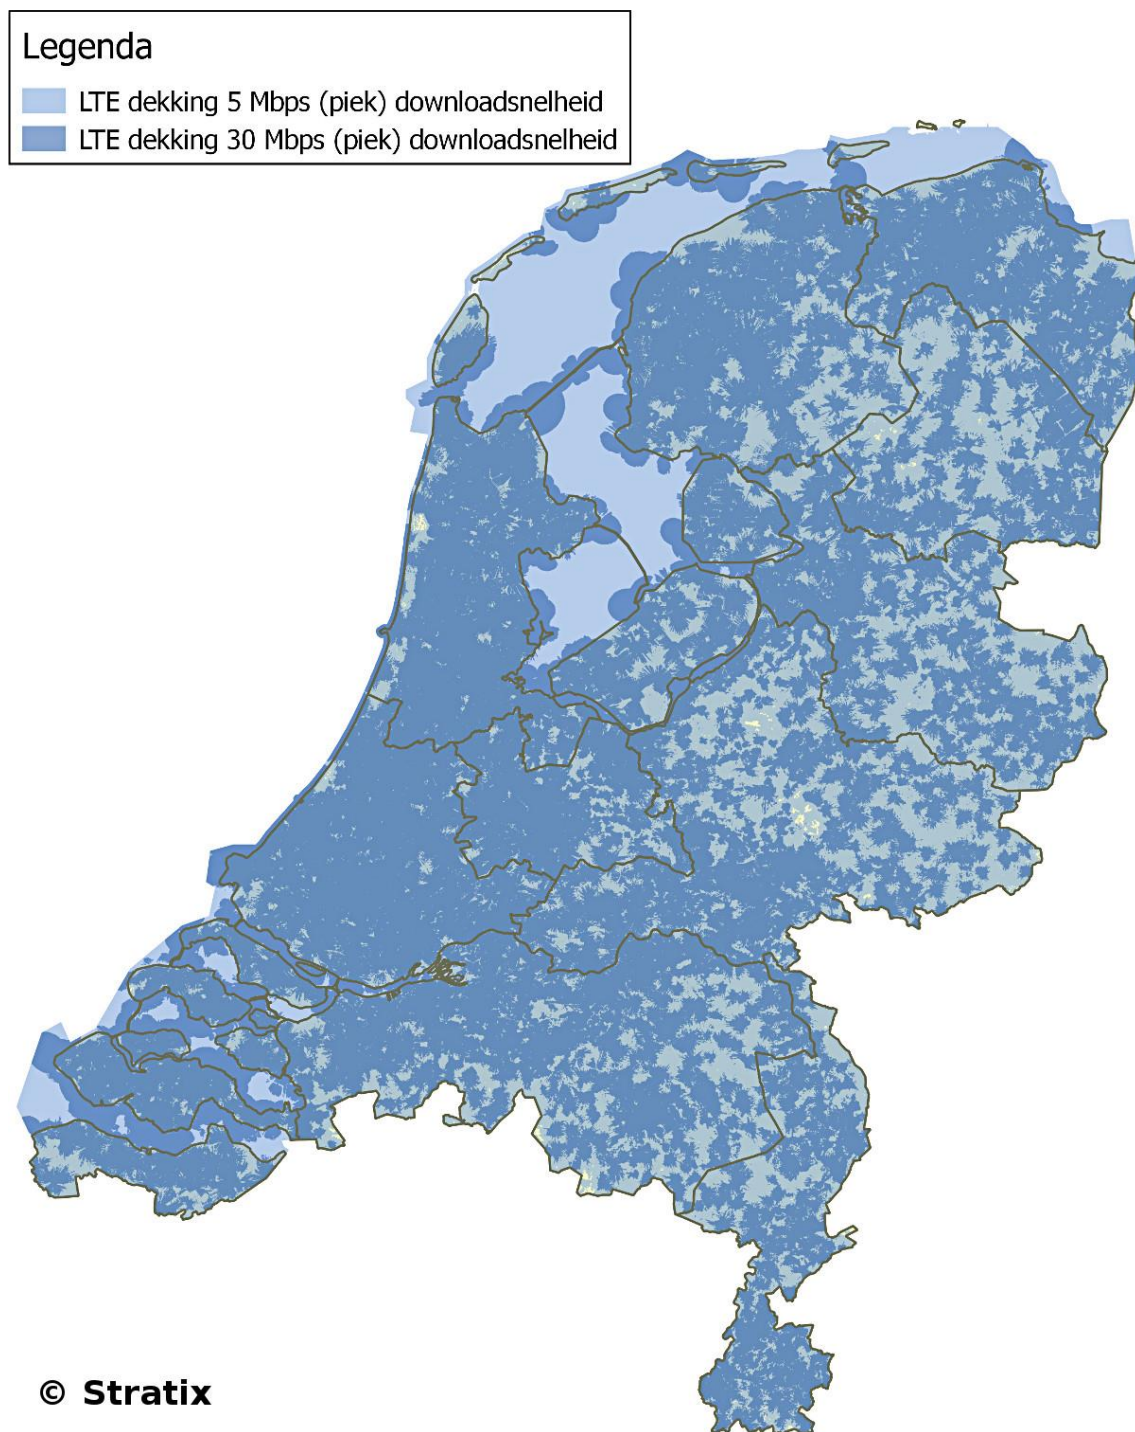 Legenda
LTE dekking 5 Mbps (piek) downloadsnelheid
LTE dekking 30 Mbps (piek) downloadsnelheid
© Stratix